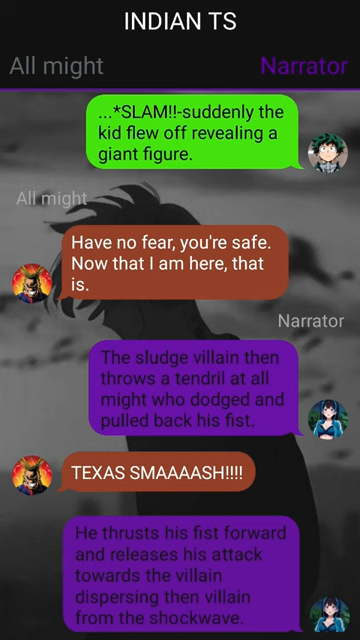 INDIAN TS
All might
Narrator
...*SLAM!!-suddenly the
kid flew off revealing a
giant figure.
All might
Have no fear, you're safe.
Now that I am here, that
is.
Narrator
The sludge villain then
throws a tendril at all
might who dodged and
pulled back his fist.
TEXAS SMAAAASH!!!!
He thrusts his fist forward
and releases his attack
towards the villain
dispersing then villain
from the shockwave.